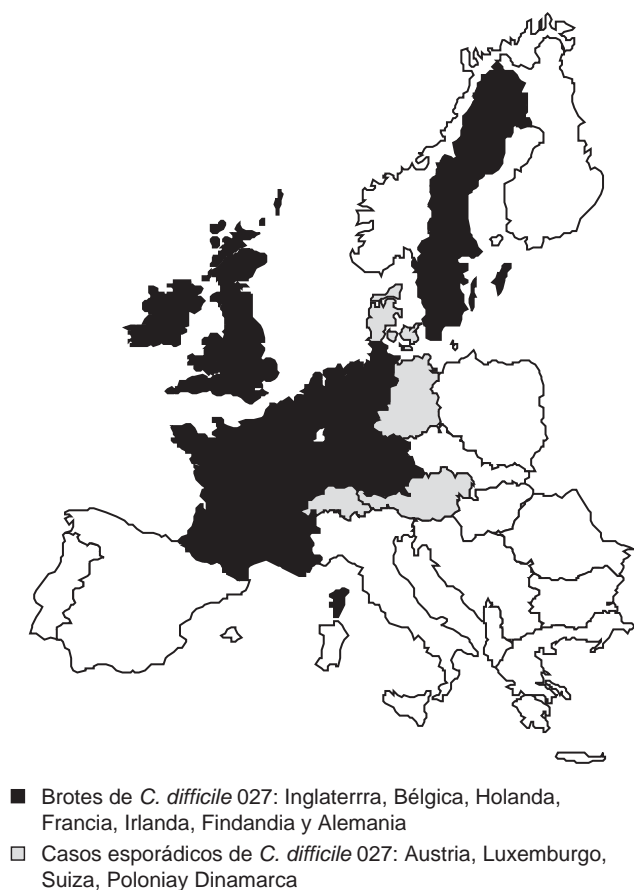 Brotes de C. difficile 027: Inglaterrra, Bélgica, Holanda,
Francia, Irlanda, Findandia y Alemania
Casos esporádicos de C. difficile 027: Austria, Luxemburgo,
Suiza, Poloniay Dinamarca